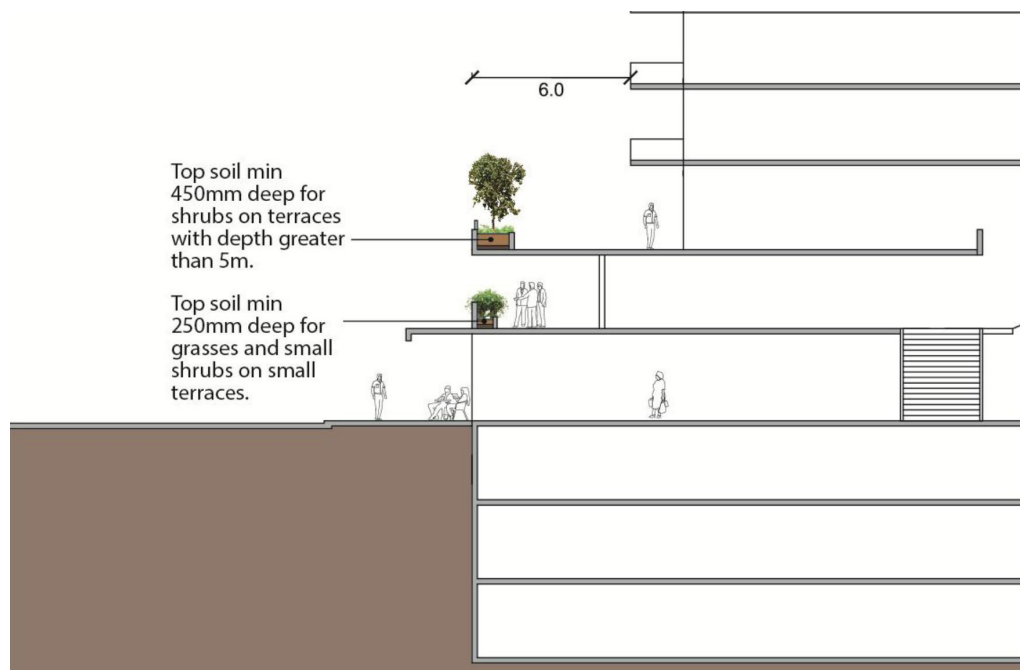 6.0
Top soil min
450mm deep for
shrubs on terraces
with depth greater
than 5m.
Top soil min
250mm deep for
grasses and small
shrubs on small
terraces.